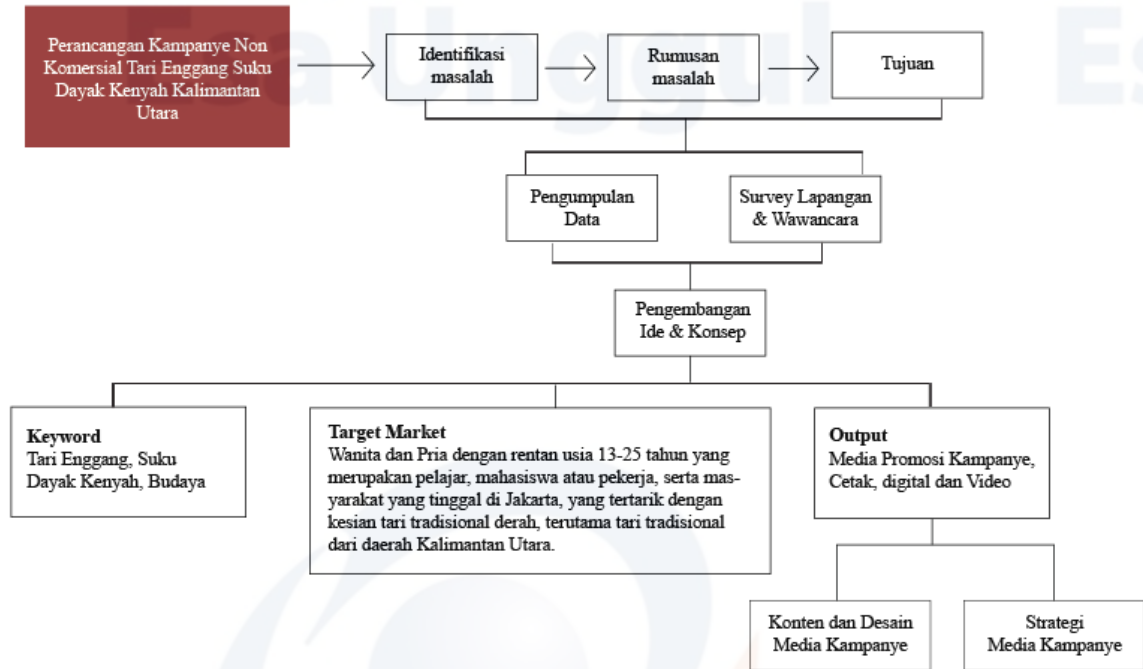 Esa Unggul
Es
Perancangan Kampanye Non
Komersial Tari Enggang Suku
Dayak Kenyah Kalimantan
Utara
Identifikasi
masalah
Rumusan
masalah
Tujuan
Pengumpulan
Data
Survey Lapangan
& Wawancara
Pengembangan
Ide & Konsep
Keyword
Tari Enggang, Suku
Dayak Kenyah, Budaya
Target Market
Wanita dan Pria dengan rentan usia 13-25 tahun yang
merupakan pelajar, mahasiswa atau pekerja, serta mas-
yarakat yang tinggal di Jakarta, yang tertarik dengan
kesian tari tradisional derah, terutama tari tradisional
dari daerah Kalimantan Utara.
Output
Media Promosi Kampanye,
Cetak, digital dan Video
Konten dan Desain
Media Kampanye
Strategi
Media Kampanye